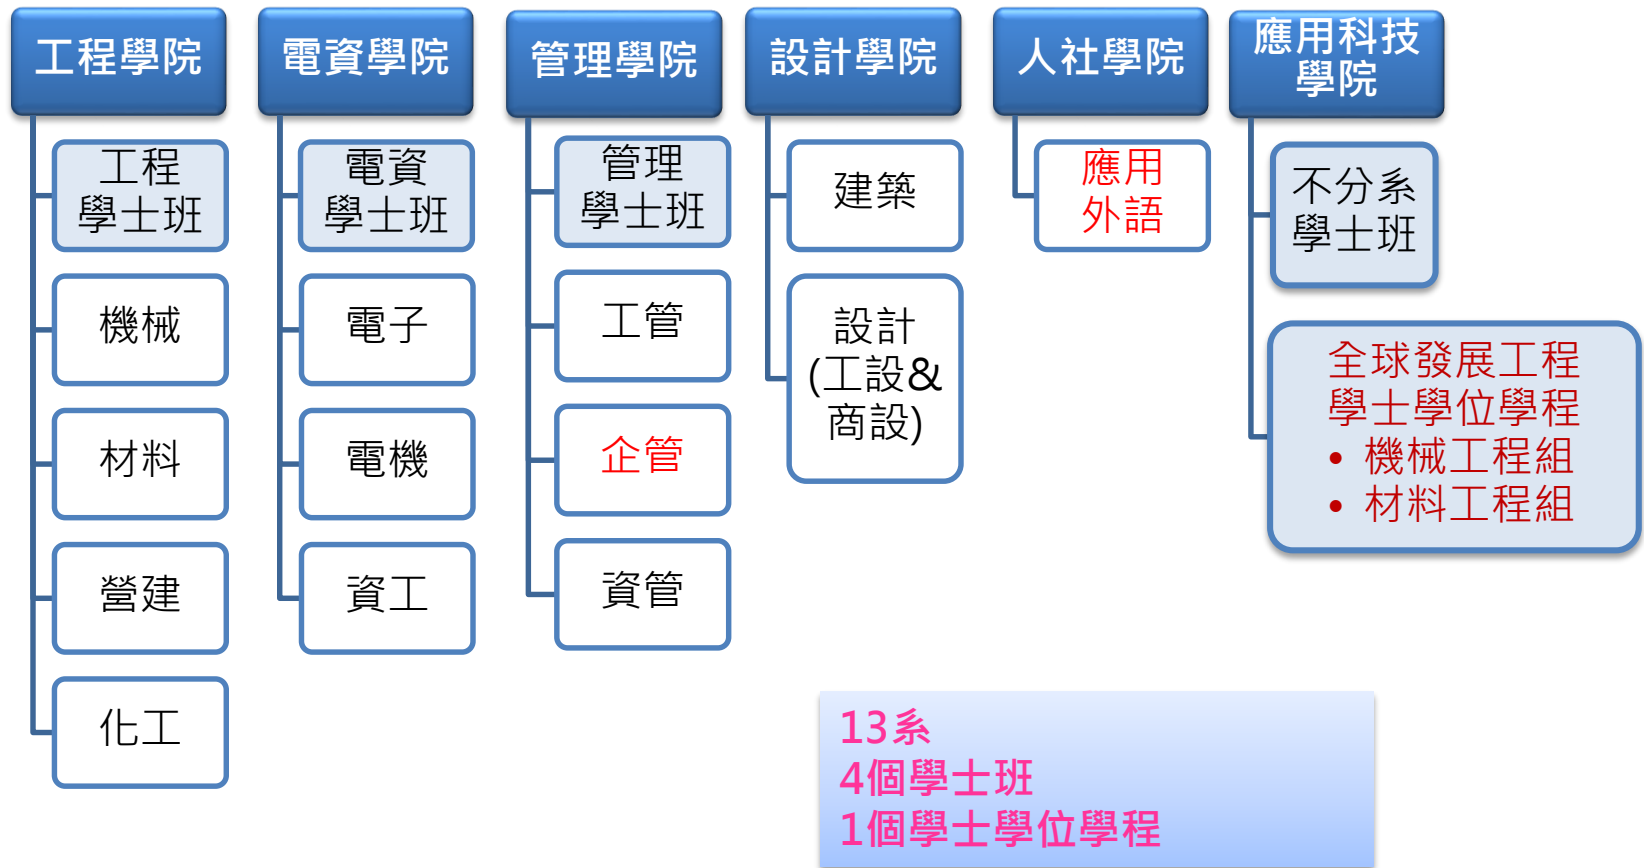 工程學院
工程
學士班
機械
材料
營建
化工
電資學院
電資
學士班
電子
電機
資工
管理學院
管理
學士班
工管
企管
資管
設計學院
建築
設計
(工設&
商設)
人社學院
應用
外語
應用科技
學院
不分系
學士班
全球發展工程
學士學位學程
• 機械工程組
• 材料工程組
13系
4個學士班
1個學士學位學程